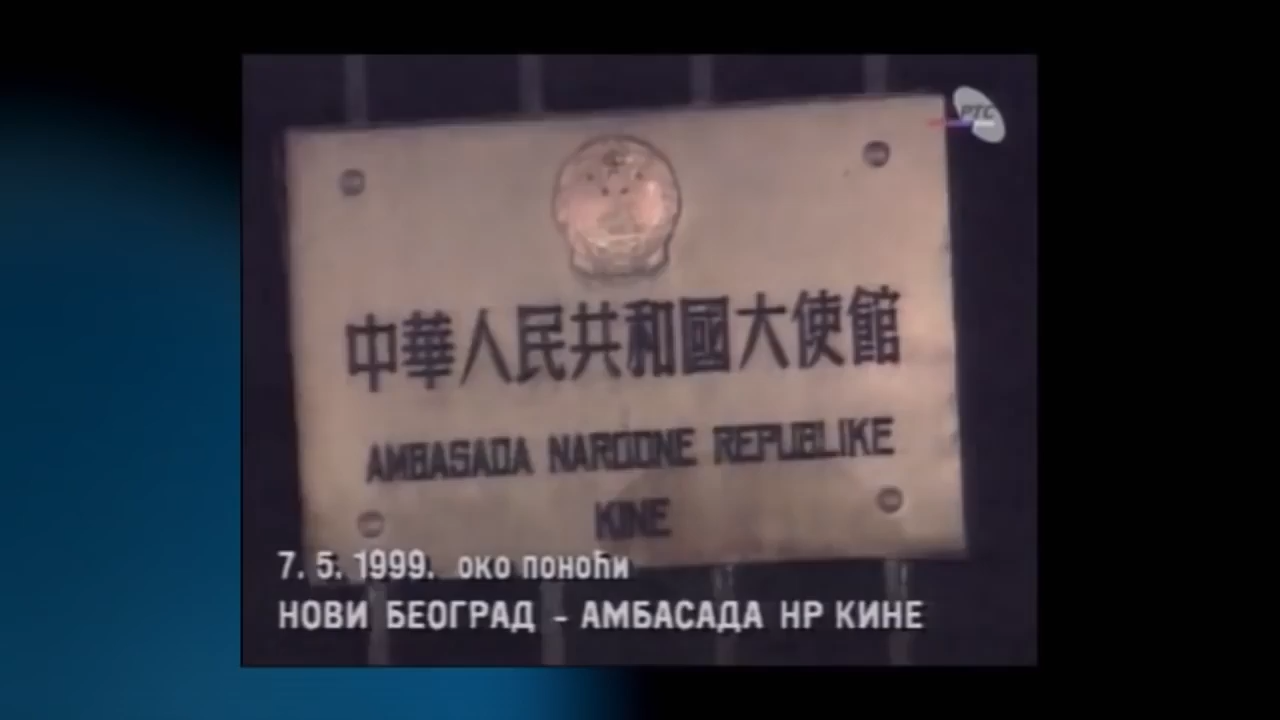 РТС
中華人民共和國大使館
AMBASADA NARODNE REPUBLIKE
KINE
7. 5. 1999. око поноћи
НОВИ БЕОГРАД - АМБАСАДА НР КИНЕ